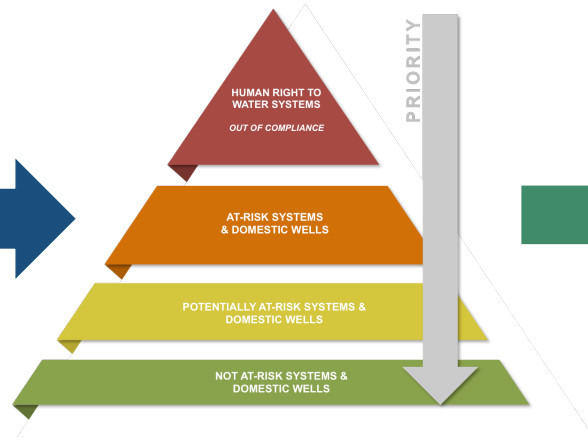 HUMAN RIGHT TO
WATER SYSTEMS
OUT OF COMPLIANCE
PRIORITY
AT-RISK SYSTEMS
& DOMESTIC WELLS
POTENTIALLY AT-RISK SYSTEMS &
DOMESTIC WELLS
NOT AT-RISK SYSTEMS &
DOMESTIC WELLS